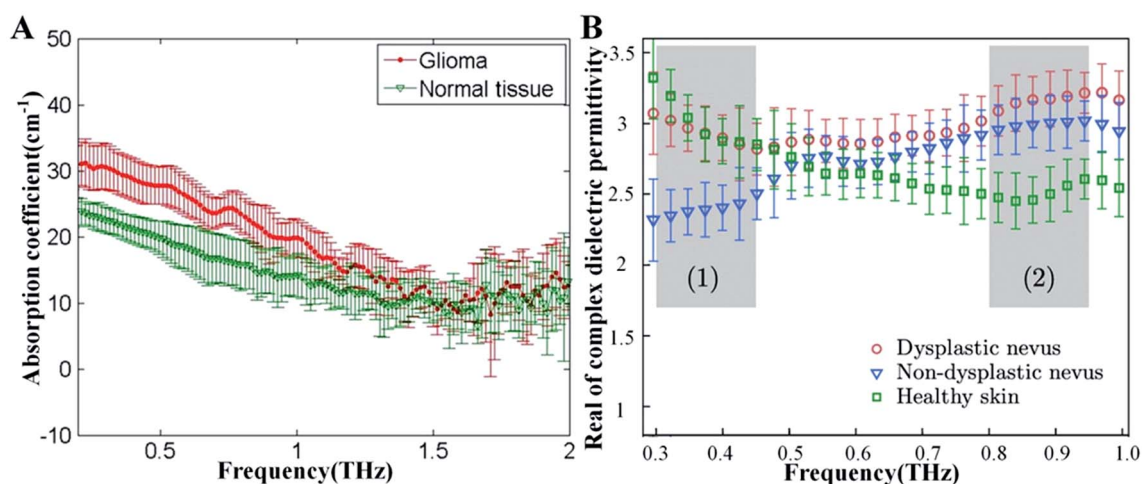 A
Absorption coefficient(cm⁻¹)
50
40
30
20
10
0
-10
0.5
1
1.5
2
Frequency(THz)
Glioma
Normal tissue
B
Real of complex dielectric permittivity
3.5
3
2.5
2
1.5
1
0.3
0.4
0.5
0.6
0.7
0.8
0.9
1.0
Frequency(THz)
(1)
(2)
Dysplastic nevus
Non-dysplastic nevus
Healthy skin